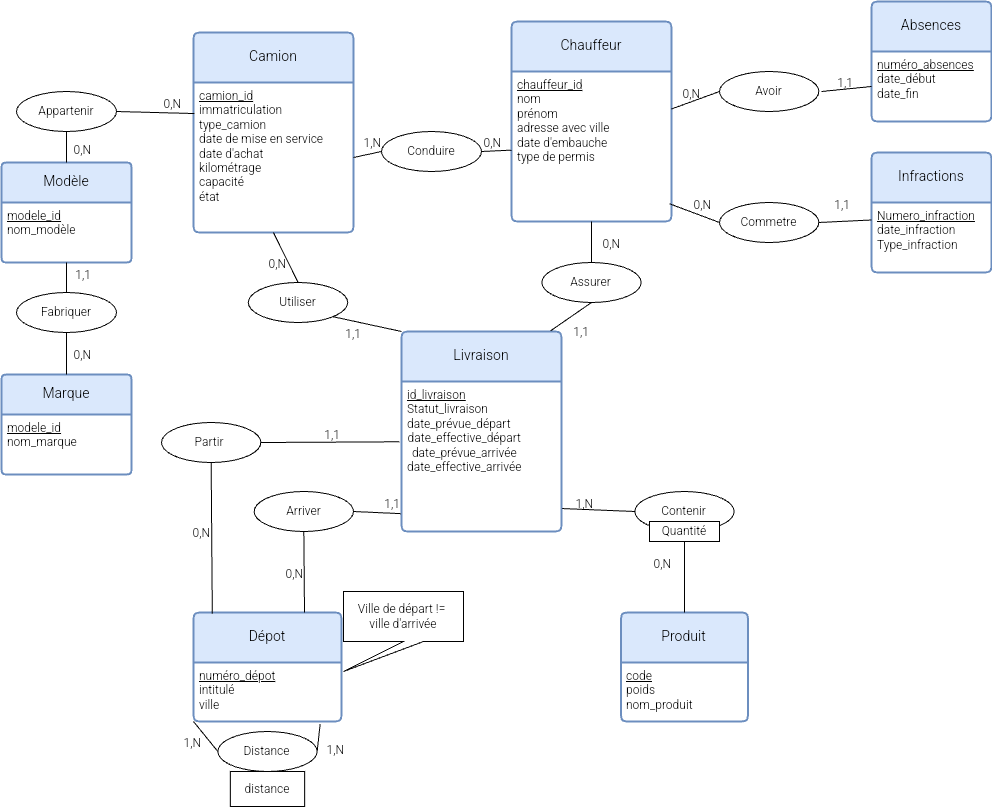 Camion
camion_id
immatriculation
type_camion
date de mise en service
date d'achat
kilométrage
capacité
état
Chauffeur
chauffeur_id
nom
prénom
adresse avec ville
date d'embauche
type de permis
Absences
numéro_absences
date_début
date_fin
Appartenir
0,N
0,N
1,N
Conduire
0,N
0,N
Avoir
1,1
Modèle
modele_id
nom_modèle
Infractions
Numero_infraction
date_infraction
Type_infraction
0,N
Commetre
1,1
1,1
Fabriquer
0,N
0,N
Utiliser
1,1
0,N
Assurer
1,1
Marque
modele_id
nom_marque
Livraison
id_livraison
Statut_livraison
date_prévue_départ
date_effective_départ
date_prévue_arrivée
date_effective_arrivée
Partir
1,1
0,N
Arriver
1,1
0,N
1,N
Contenir
Quantité
0,N
Ville de départ !=
ville d'arrivée
Dépot
numéro_dépot
intitulé
ville
Produit
code
poids
nom_produit
1,N
Distance
1,N
distance